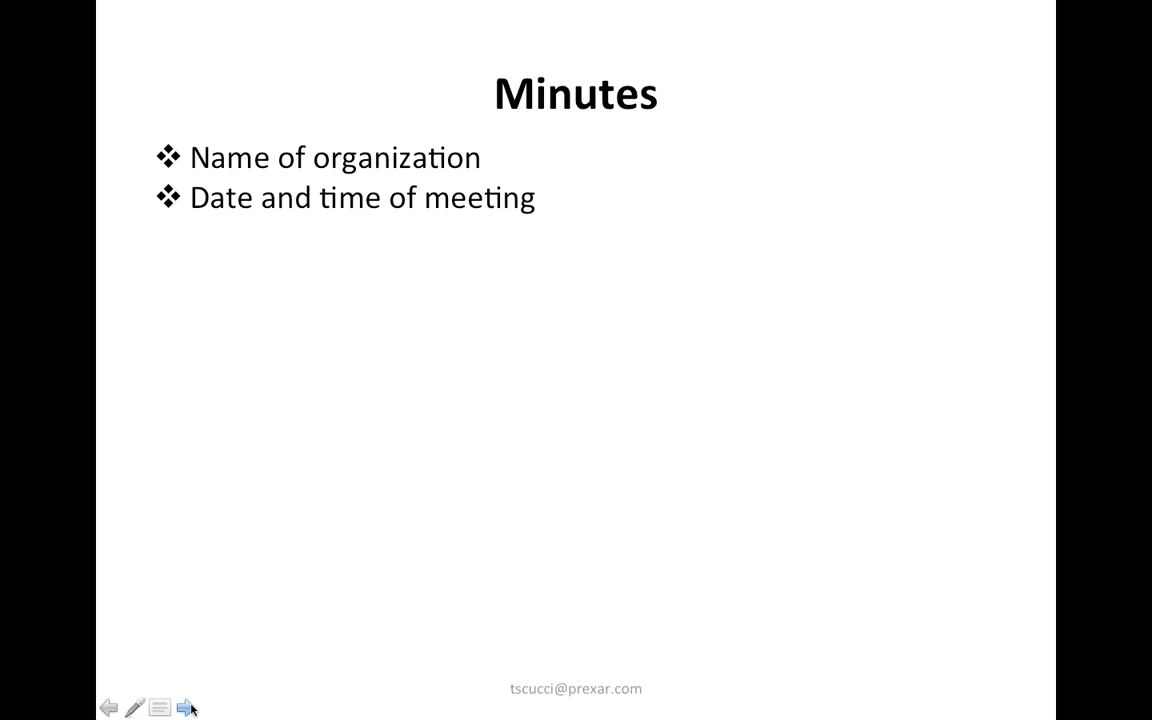 Minutes
❖ Name of organization
❖ Date and time of meeting
tscucci@prexar.com